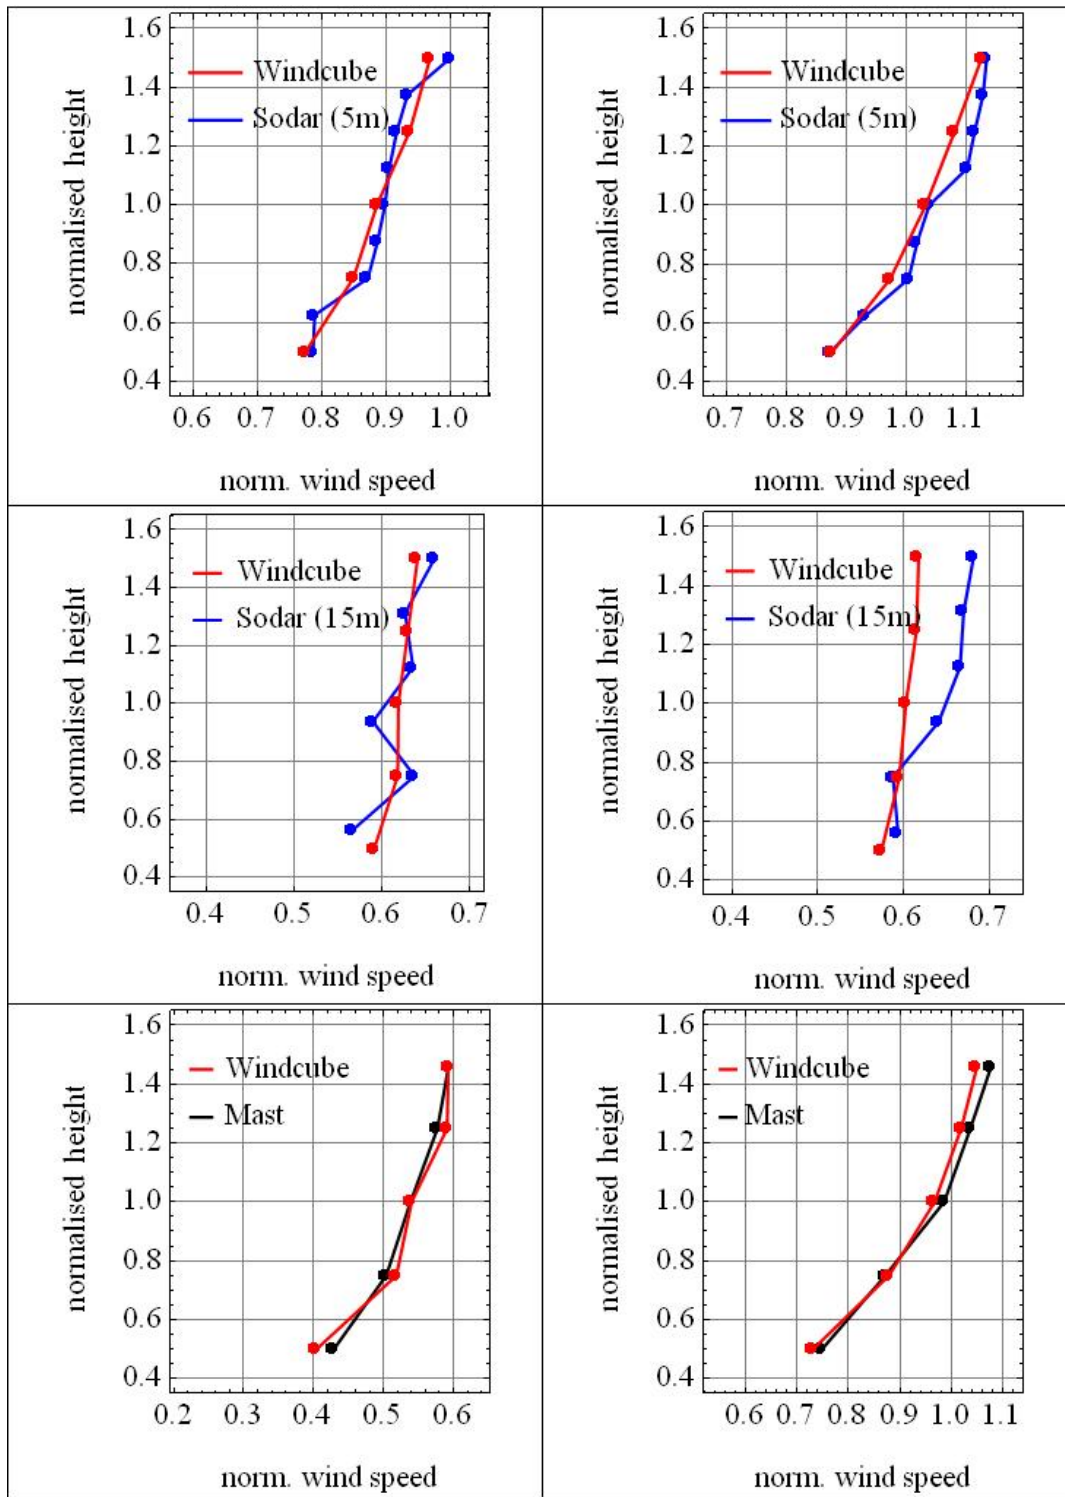 1.6
Windcube
1.4
Sodar (5m)
1.2
1.0
0.8
0.6
0.4
0.6 0.7 0.8 0.9 1.0
norm. wind speed
normalised height
1.6
Windcube
1.4
Sodar (5m)
1.2
1.0
0.8
0.6
0.4
0.7 0.8 0.9 1.0 1.1
norm. wind speed
normalised height
1.6
Windcube
1.4
Sodar (15m)
1.2
1.0
0.8
0.6
0.4
0.4 0.5 0.6 0.7
norm. wind speed
normalised height
1.6
Windcube
1.4
Sodar (15m)
1.2
1.0
0.8
0.6
0.4
0.4 0.5 0.6 0.7
norm. wind speed
normalised height
1.6
Windcube
1.4
Mast
1.2
1.0
0.8
0.6
0.4
0.2 0.3 0.4 0.5 0.6
norm. wind speed
normalised height
1.6
Windcube
1.4
Mast
1.2
1.0
0.8
0.6
0.4
0.6 0.7 0.8 0.9 1.0 1.1
norm. wind speed
normalised height